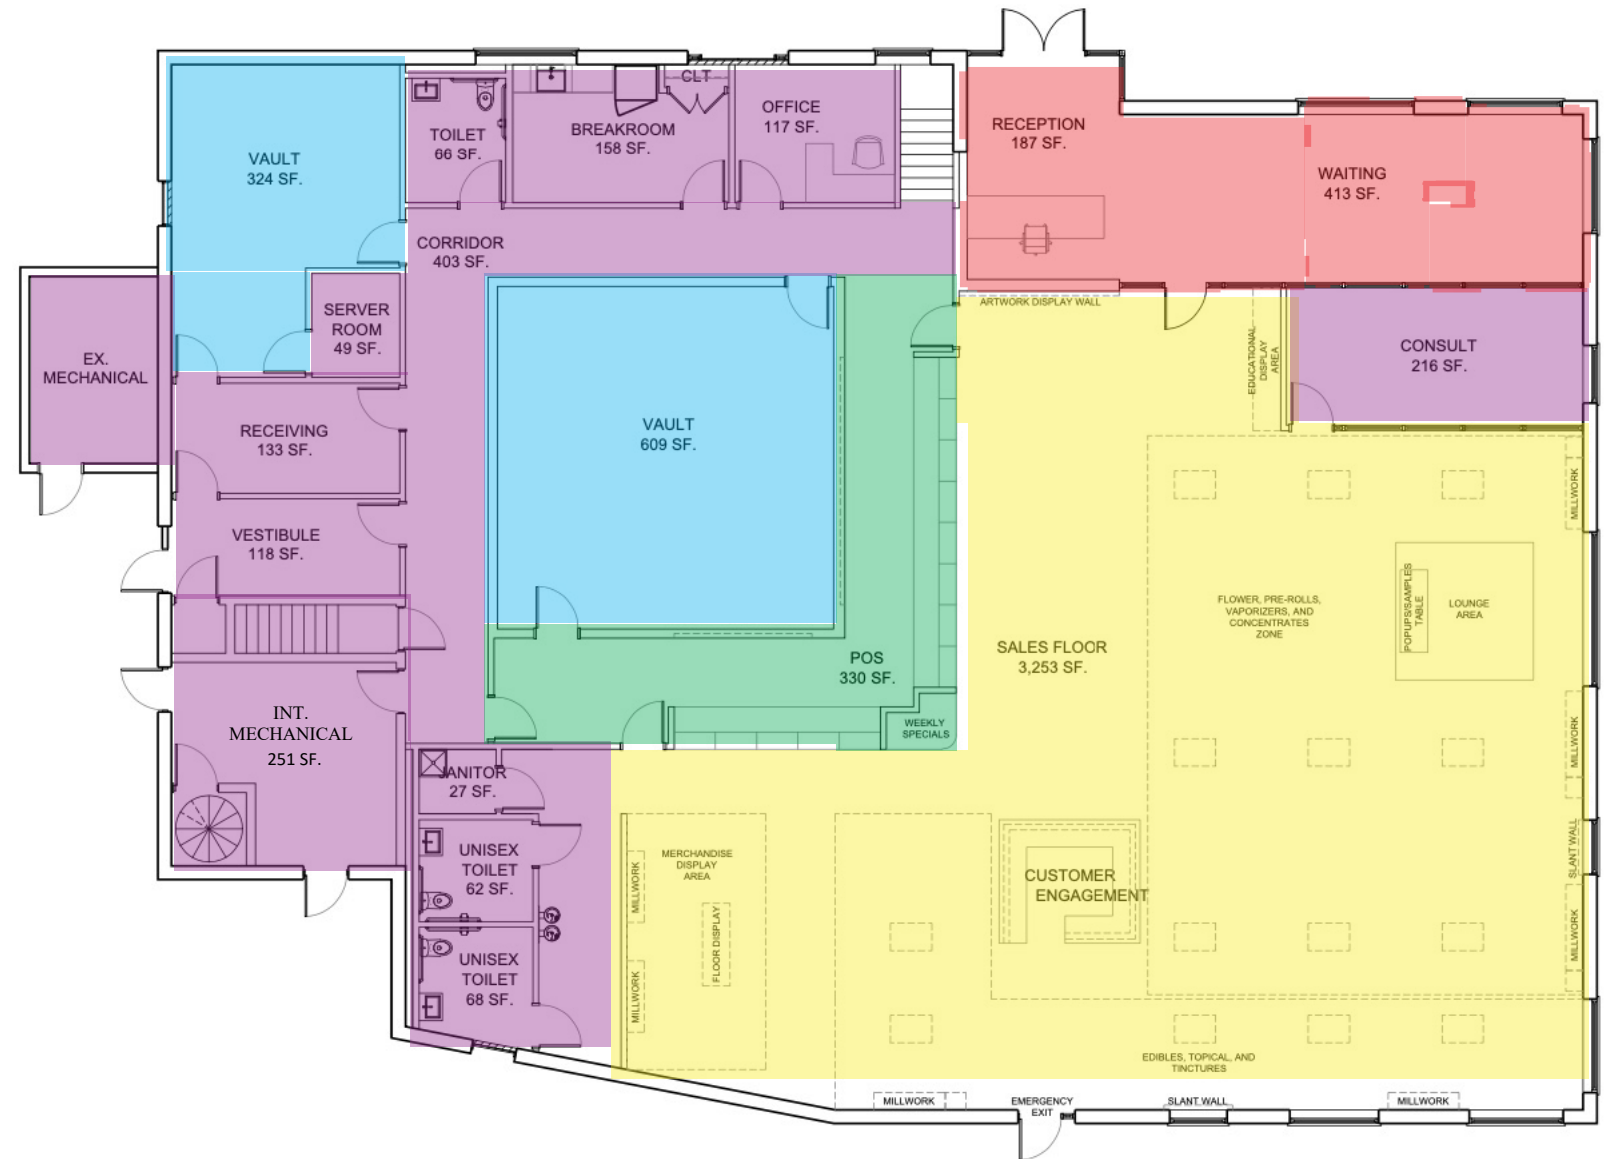 CLT
OFFICE
117 SF.
TOILET
66 SF.
BREAKROOM
158 SF.
RECEPTION
187 SF.
VAULT
324 SF.
WAITING
413 SF.
CORRIDOR
403 SF.
SERVER
ROOM
49 SF.
ARTWORK DISPLAY WALL
EX.
MECHANICAL
EDUCATIONAL
DISPLAY
AREA
CONSULT
216 SF.
RECEIVING
133 SF.
VAULT
609 SF.
MILLWORK
VESTIBULE
118 SF.
FLOWER, PRE-ROLLS,
VAPORIZERS, AND
CONCENTRATES
ZONE
POPUPS/SAMPLES
TABLE
LOUNGE
AREA
SALES FLOOR
3,253 SF.
POS
330 SF.
INT.
MECHANICAL
251 SF.
WEEKLY
SPECIALS
MILLWORK
JANITOR
27 SF.
UNISEX
TOILET
62 SF.
MERCHANDISE
DISPLAY
AREA
MILLWORK
CUSTOMER
ENGAGEMENT
SLANT WALL
FLOOR DISPLAY
MILLWORK
UNISEX
TOILET
68 SF.
MILLWORK
EDIBLES, TOPICAL, AND
TINCTURES
MILLWORK
EMERGENCY
EXIT
SLANT WALL
MILLWORK